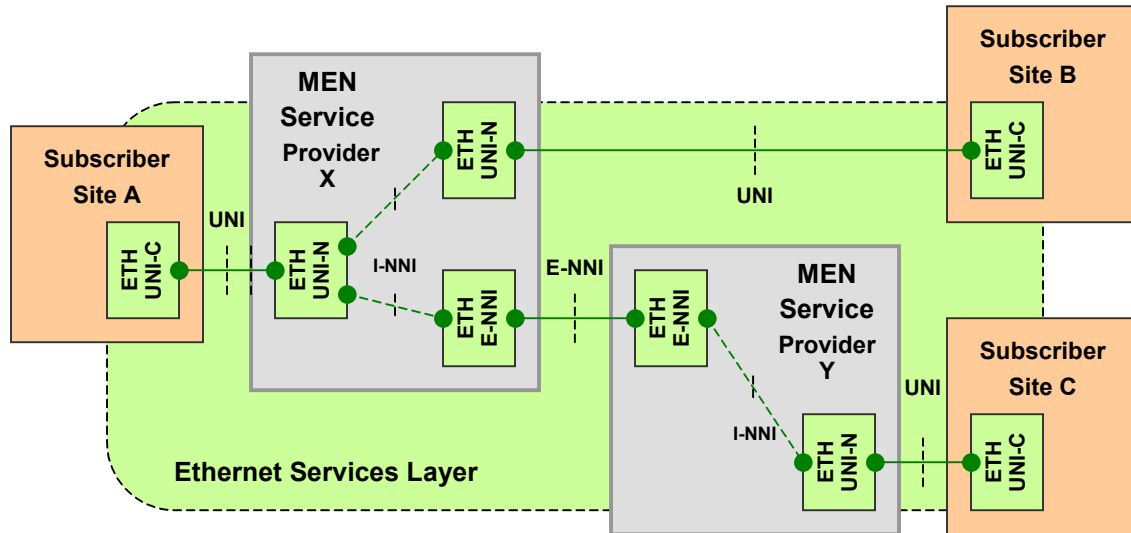 Subscriber
Site A
ETH
UNI-C
UNI
MEN
Service
Provider
X
ETH
UNI-N
I-NNI
ETH
UNI-N
ETH
E-NNI
UNI
Subscriber
Site B
ETH
UNI-C
E-NNI
MEN
Service
Provider
Y
ETH
E-NNI
I-NNI
ETH
UNI-N
UNI
Subscriber
Site C
ETH
UNI-C
Ethernet Services Layer